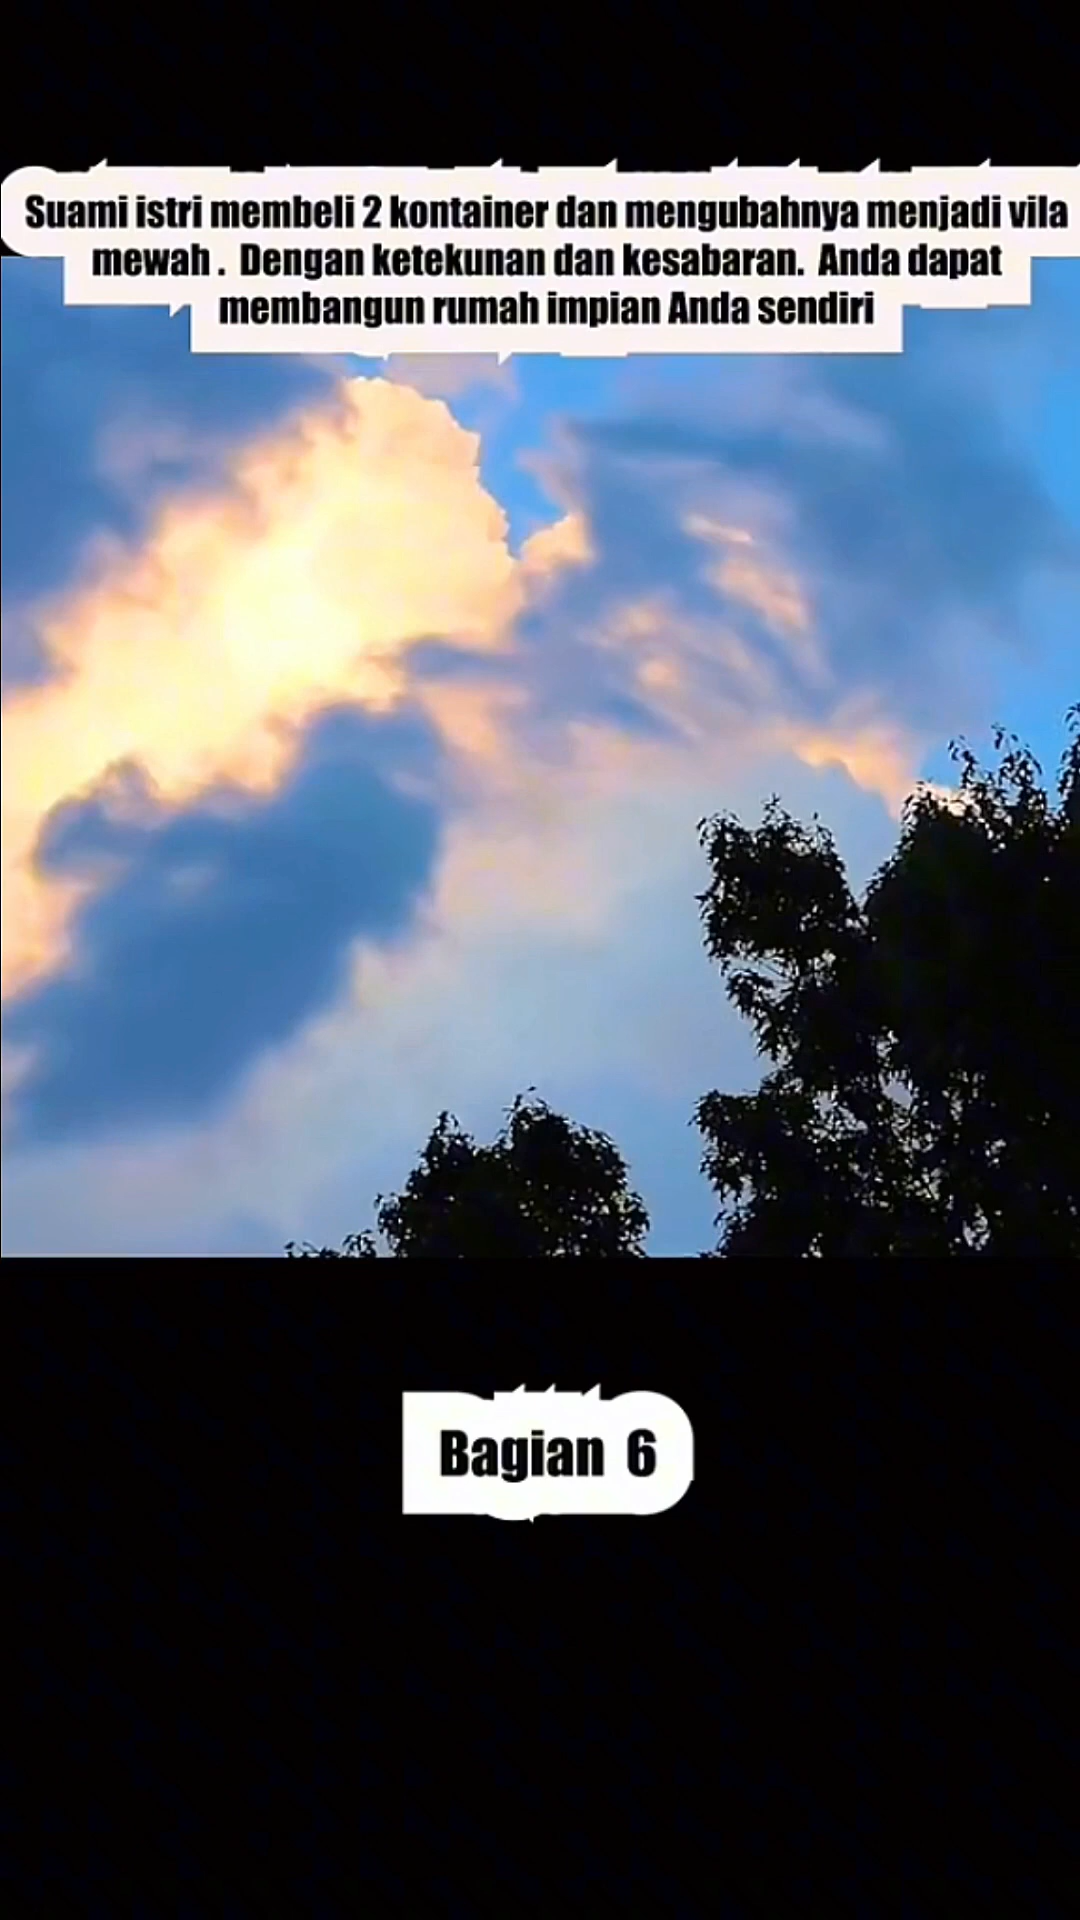 Suami istri membeli 2 kontainer dan mengubahnya menjadi vila
mewah . Dengan ketekunan dan kesabaran. Anda dapat
membangun rumah impian Anda sendiri
Bagian 6